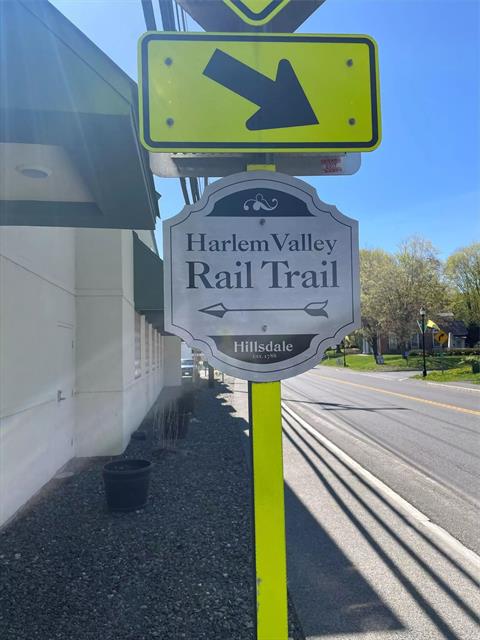 Harlem Valley
Rail Trail
Hillsdale
EST. 1788